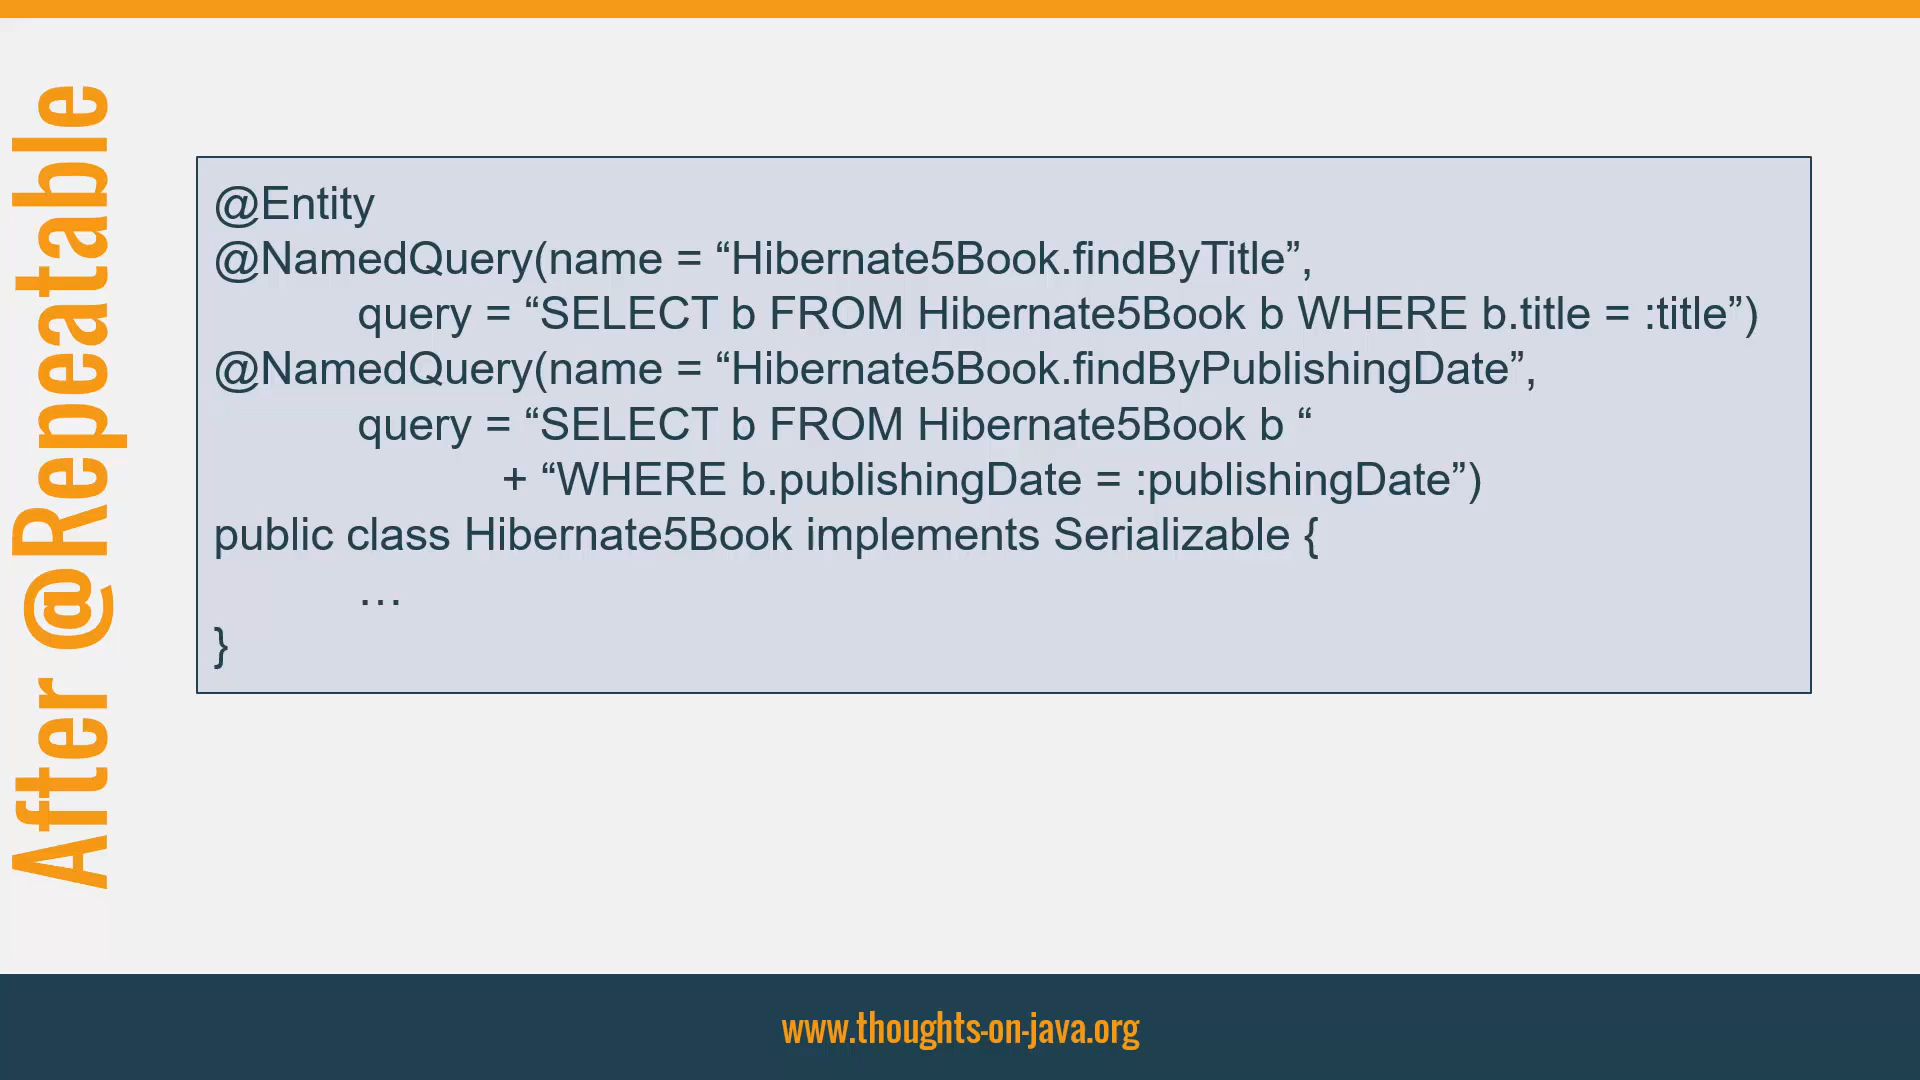 After @Repeatable
@Entity
@NamedQuery(name = “Hibernate5Book.findByTitle”,
query = “SELECT b FROM Hibernate5Book b WHERE b.title = :title”)
@NamedQuery(name = “Hibernate5Book.findByPublishingDate”,
query = “SELECT b FROM Hibernate5Book b “
+ “WHERE b.publishingDate = :publishingDate”)
public class Hibernate5Book implements Serializable {
…
}
www.thoughts-on-java.org